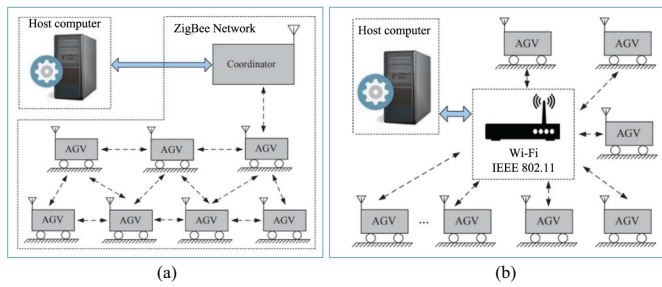 Host computer
ZigBee Network
Coordinator
AGV AGV AGV
AGV AGV AGV AGV
(a)
Host computer
AGV AGV
AGV
Wi-Fi
IEEE 802.11
AGV ... AGV AGV AGV
(b)